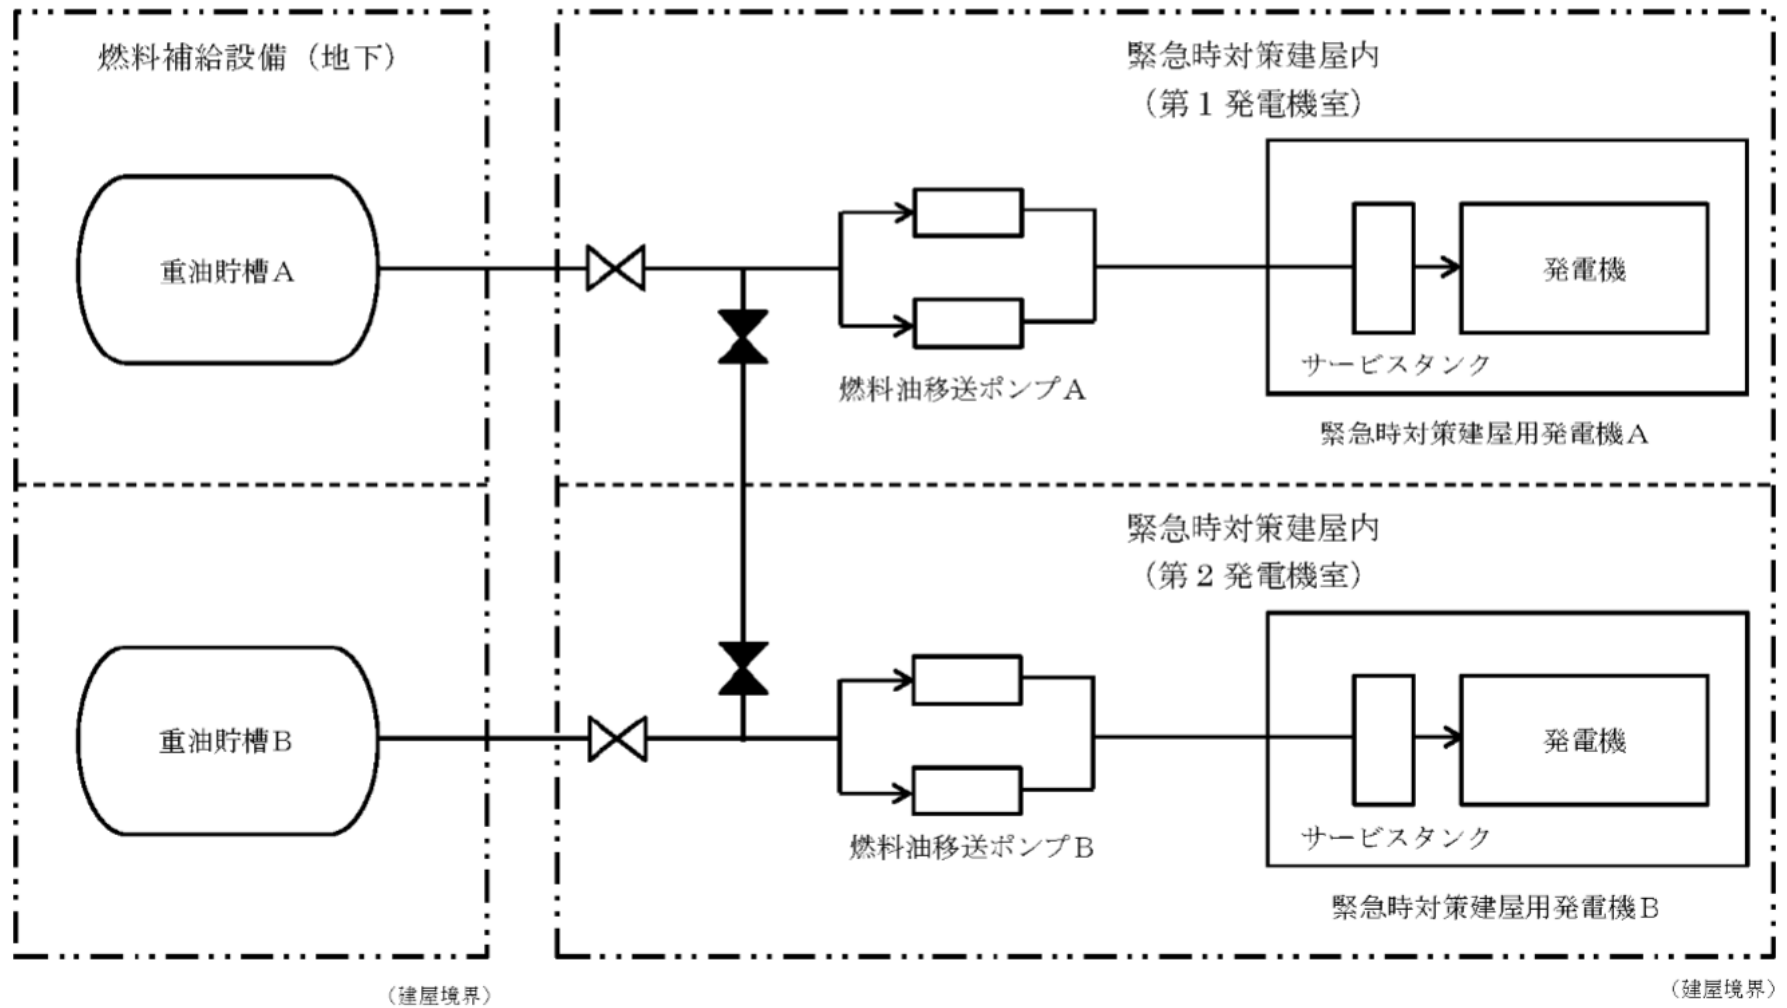 燃料補給設備（地下）
緊急時対策建屋内
（第１発電機室）
重油貯槽Ａ
発電機
サービスタンク
燃料油移送ポンプＡ
緊急時対策建屋用発電機Ａ
緊急時対策建屋内
（第２発電機室）
重油貯槽Ｂ
発電機
サービスタンク
燃料油移送ポンプＢ
緊急時対策建屋用発電機Ｂ
（建屋境界）
（建屋境界）